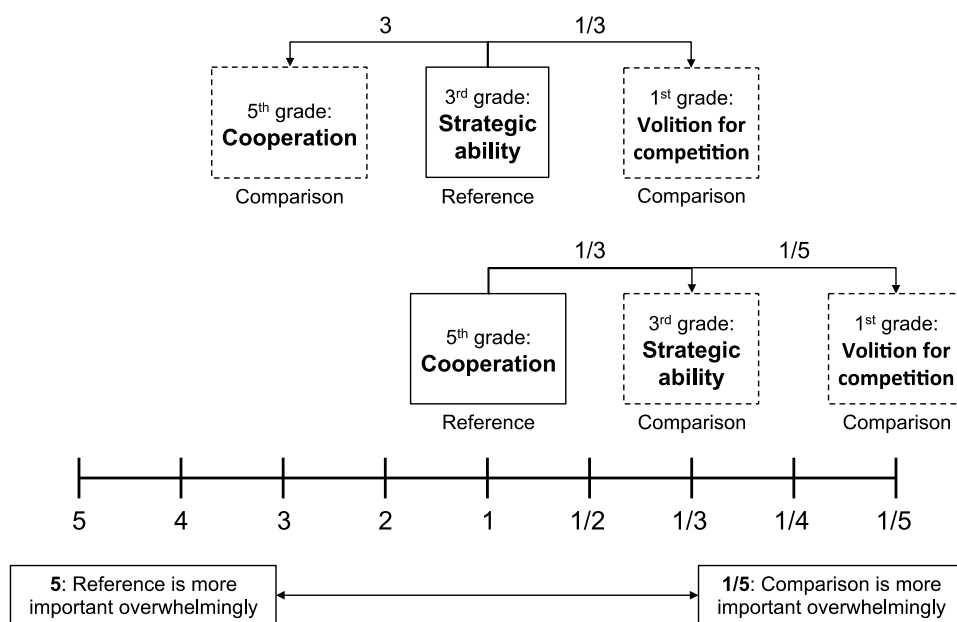 3
1/3
5th grade:
Cooperation
3rd grade:
Strategic
ability
1st grade:
Volition for
competition
Comparison
Reference
Comparison
1/3
1/5
5th grade:
Cooperation
3rd grade:
Strategic
ability
1st grade:
Volition for
competition
Reference
Comparison
Comparison
5
4
3
2
1
1/2
1/3
1/4
1/5
5: Reference is more
important overwhelmingly
1/5: Comparison is more
important overwhelmingly